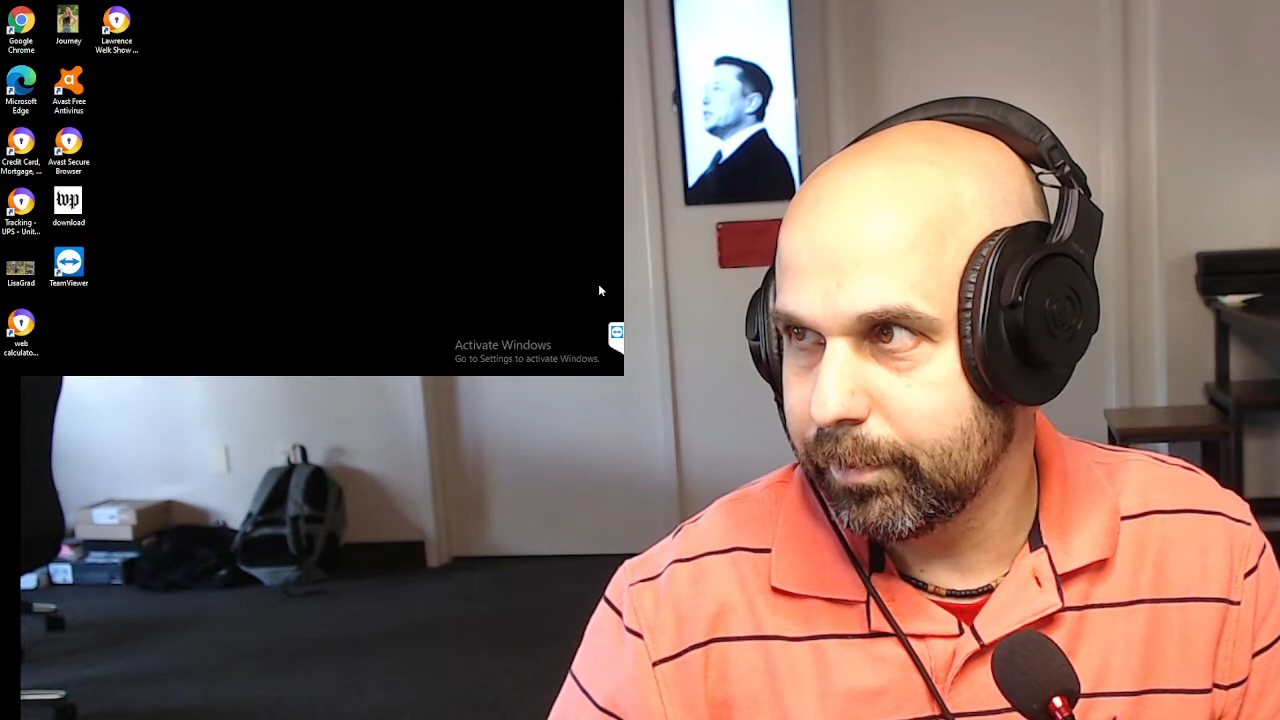 Google
Chrome
Journey
Lawrence
Welk Show ...
Microsoft
Edge
Avast Free
Antivirus
Credit Card,
Mortgage, ...
Avast Secure
Browser
Tracking -
UPS - Unit...
wp
download
LisaGrad
TeamViewer
web
calculato...
Activate Windows
Go to Settings to activate Windows.